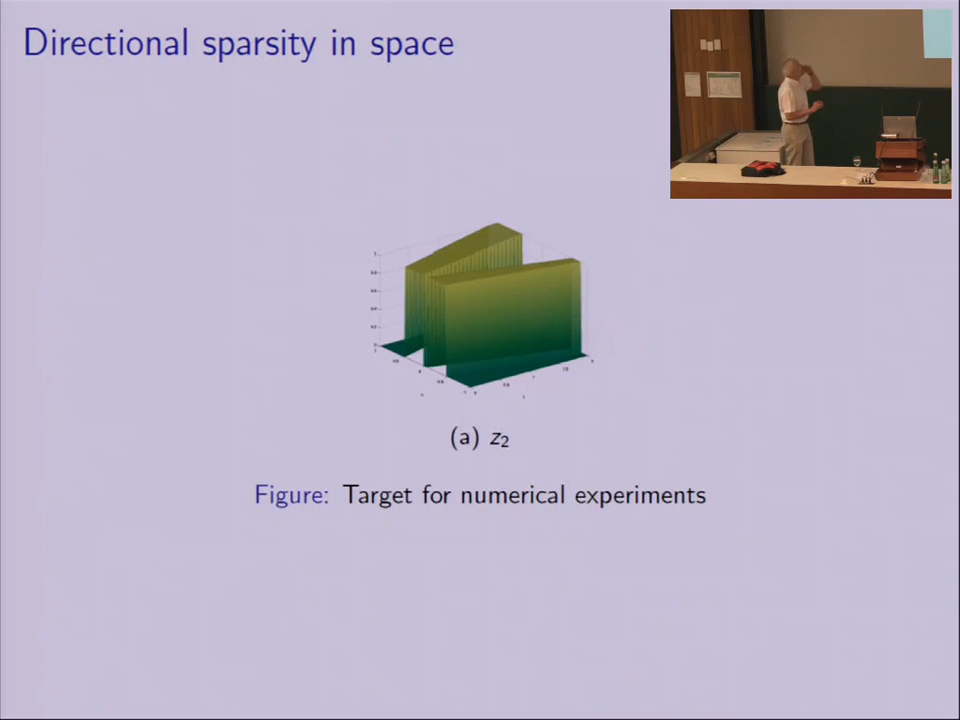 Directional sparsity in space
(a) z₂
Figure: Target for numerical experiments